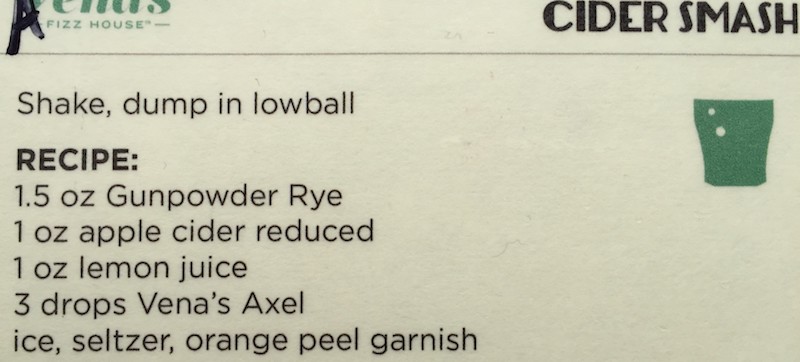 Vena's
FIZZ HOUSE™
CIDER SMASH
Shake, dump in lowball
RECIPE:
1.5 oz Gunpowder Rye
1 oz apple cider reduced
1 oz lemon juice
3 drops Vena's Axel
ice, seltzer, orange peel garnish